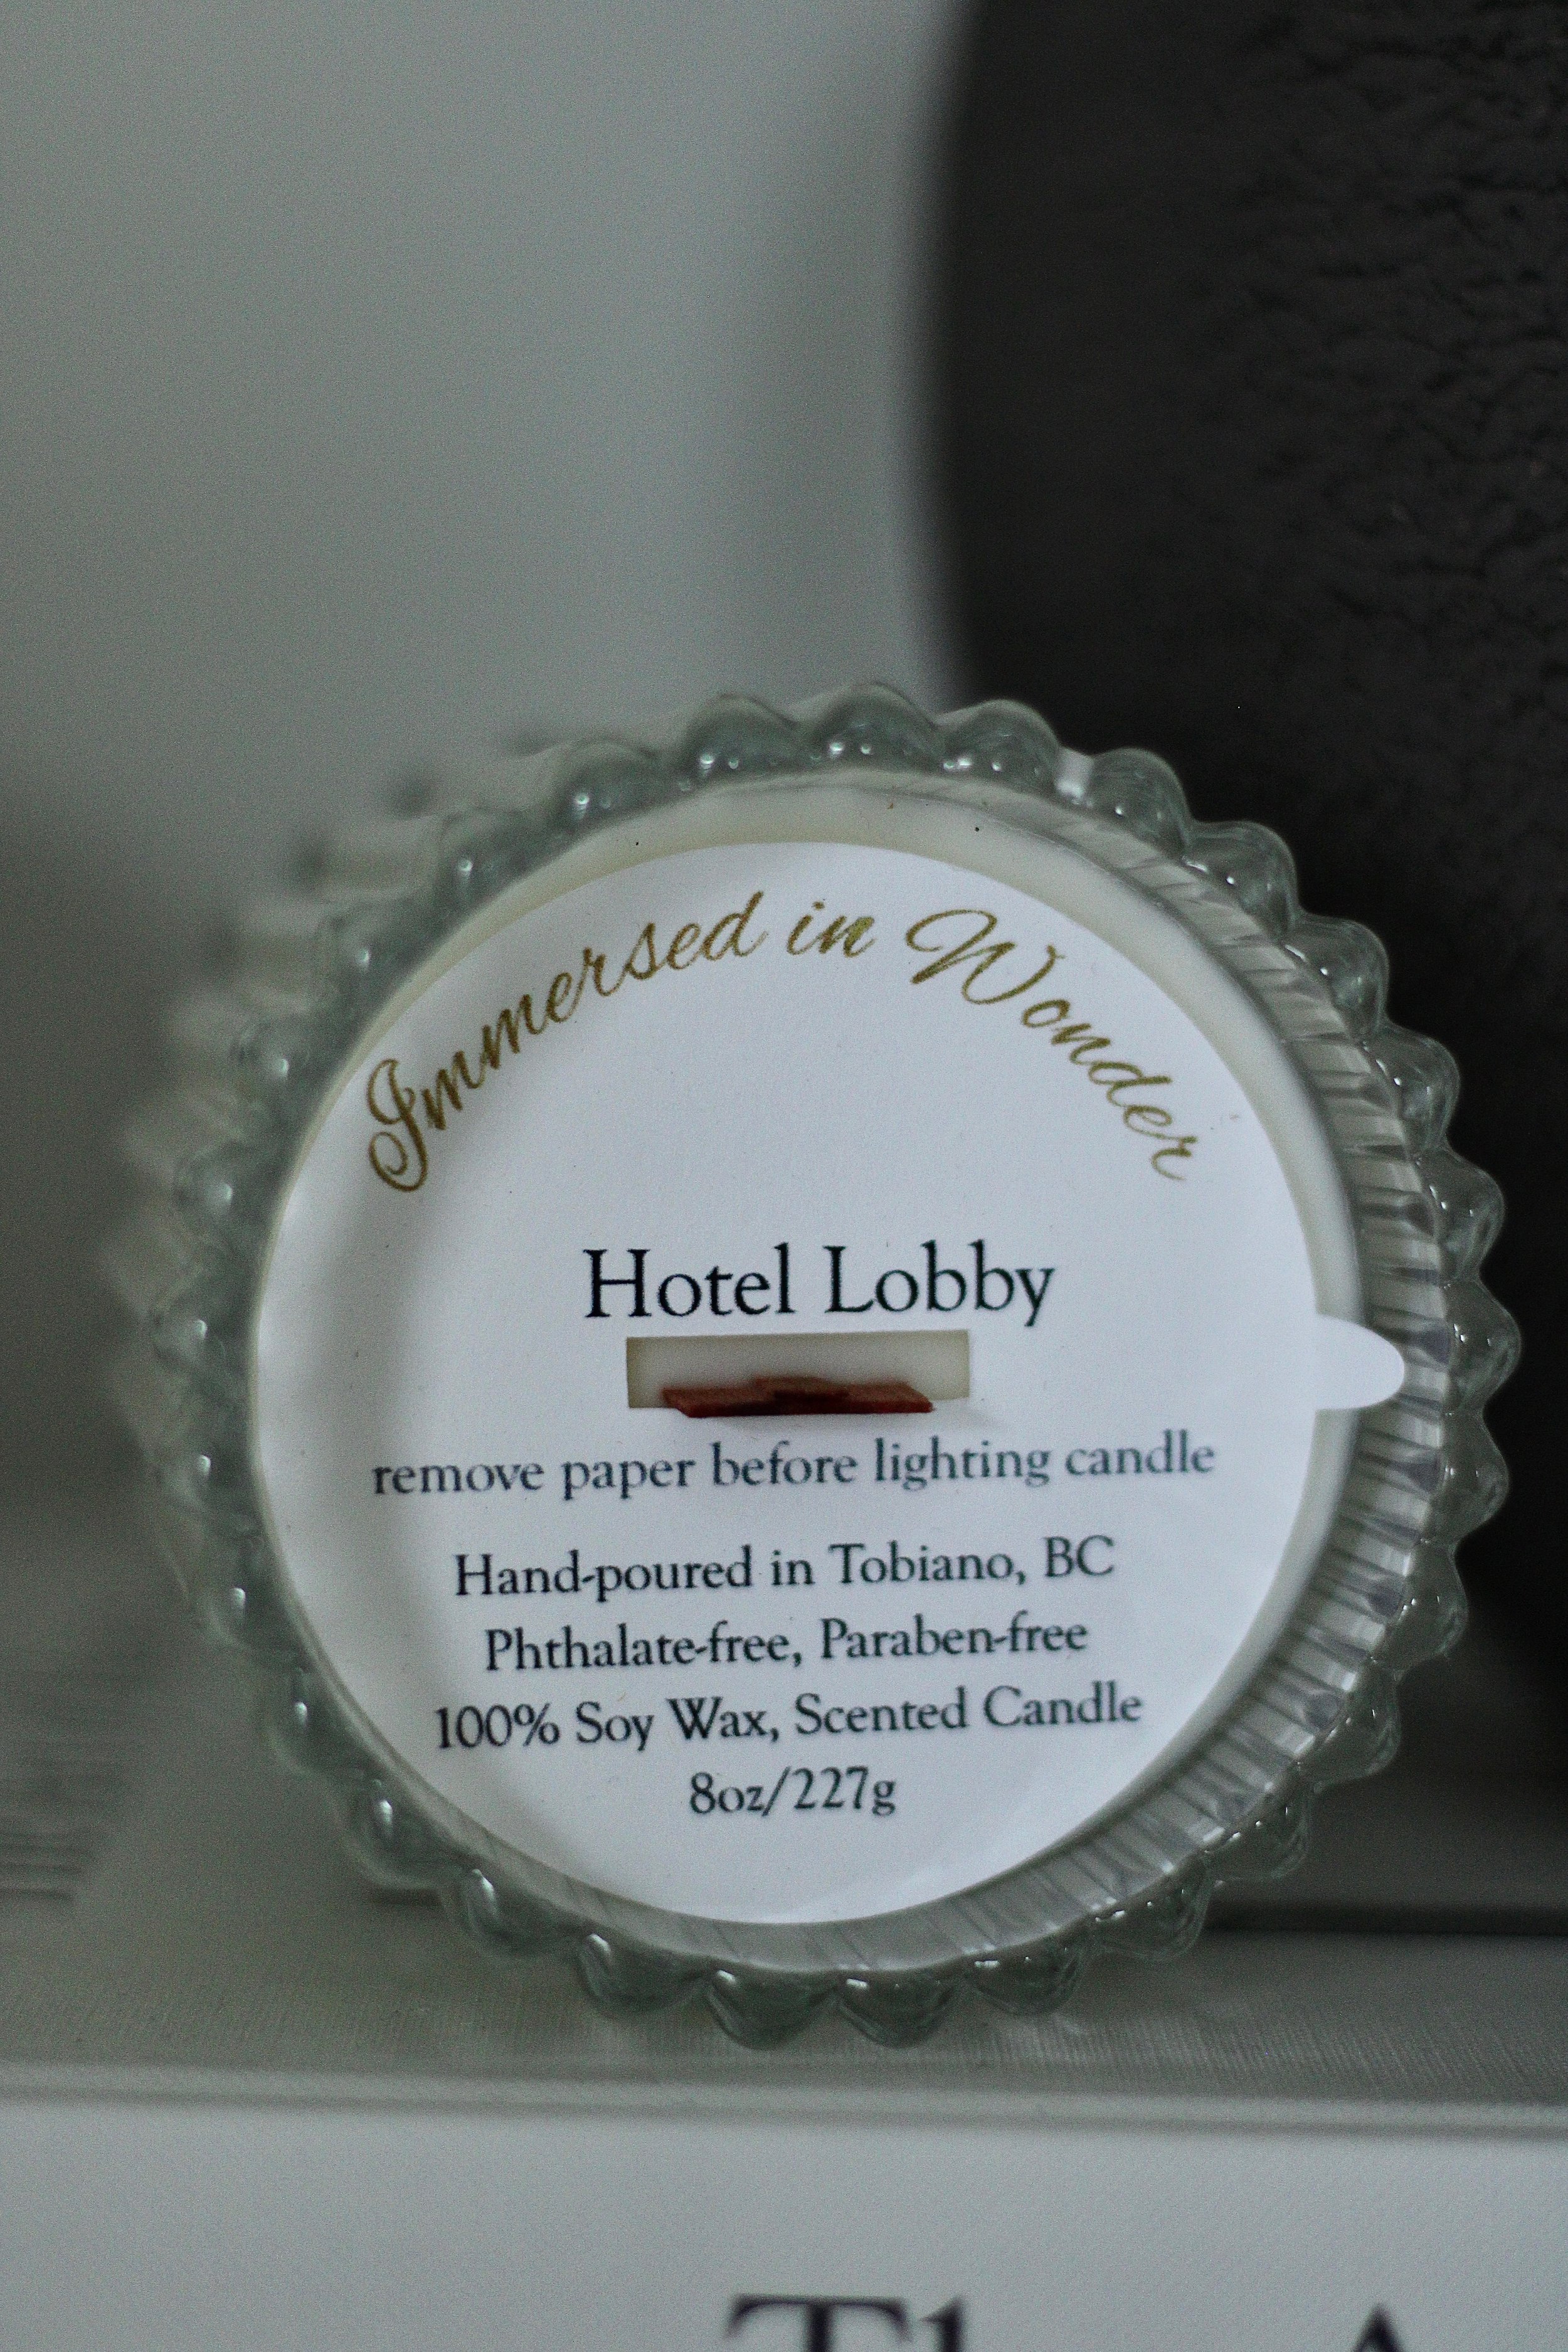 Immersed in Wonder
Hotel Lobby
remove paper before lighting candle
Hand-poured in Tobiano, BC
Phthalate-free, Paraben-free
100% Soy Wax, Scented Candle
8oz/227g